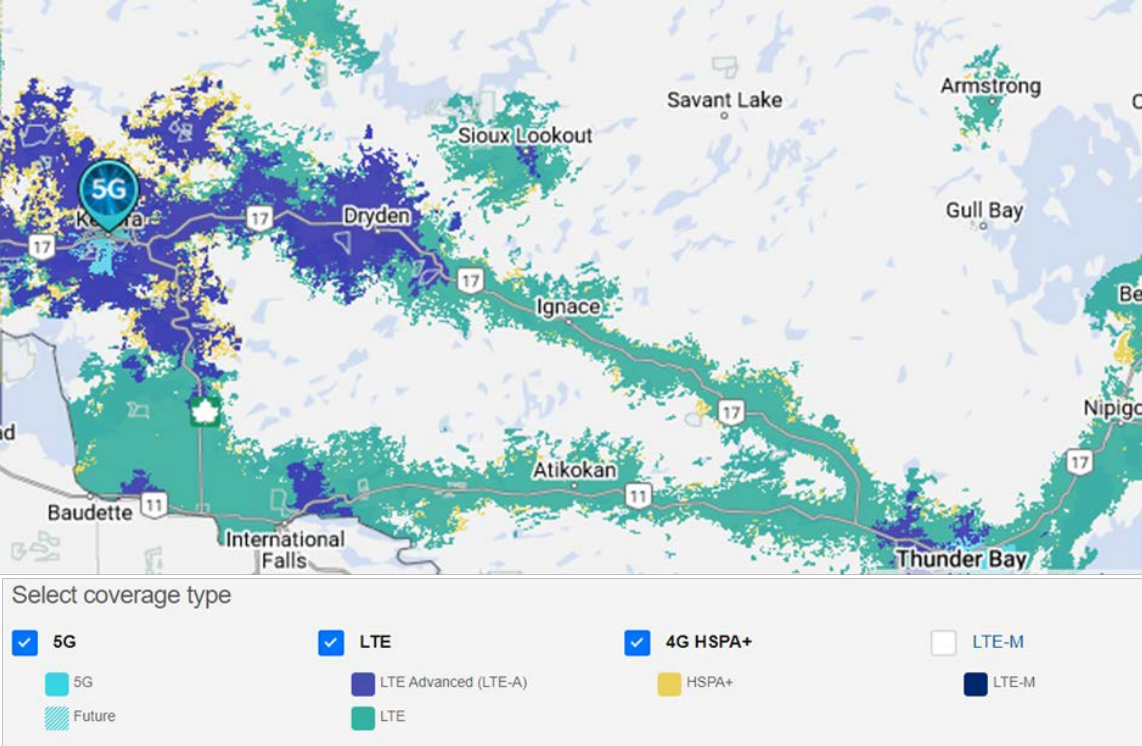 Armstrong
Savant Lake
Sioux Lookout
5G
Gull Bay
Dryden
17
17
17
Ignace
17
17
Atikokan
11
11
Baudette
International
Falls
Thunder Bay
Select coverage type
5G
LTE
4G HSPA+
LTE-M
5G
LTE Advanced (LTE-A)
HSPA+
LTE-M
Future
LTE